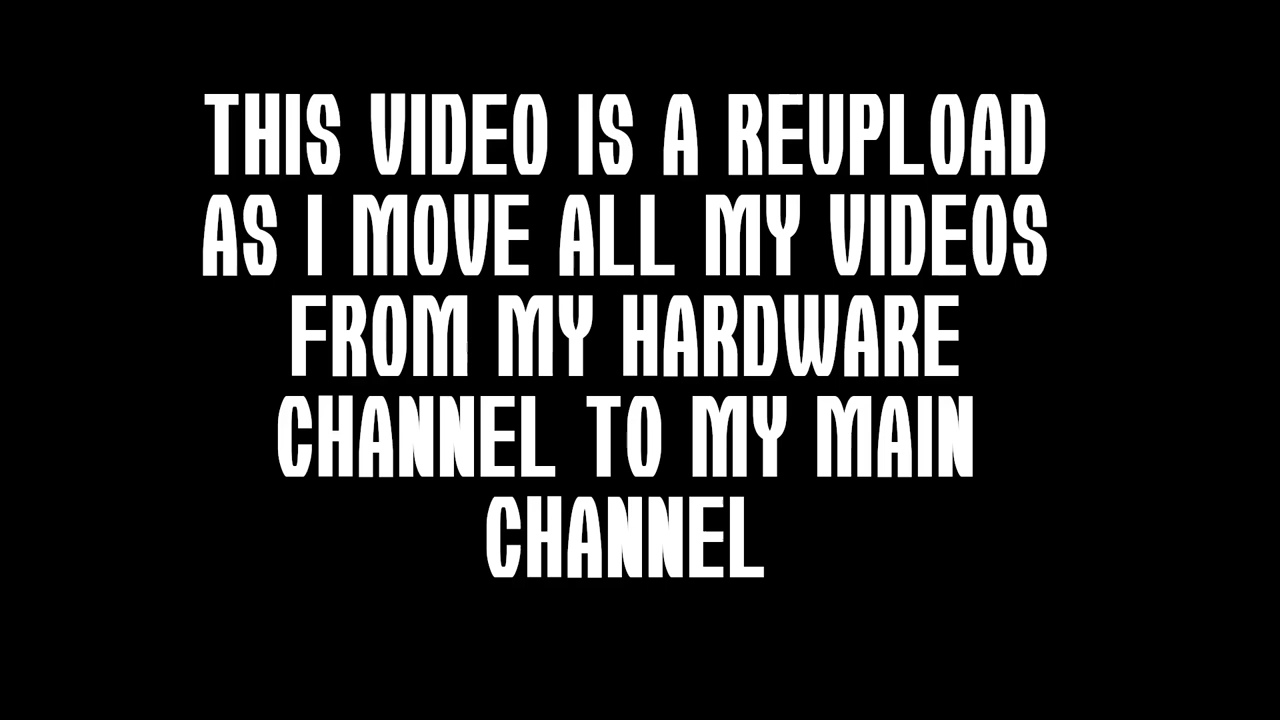 THIS VIDEO IS A REUPLOAD
AS I MOVE ALL MY VIDEOS
FROM MY HARDWARE
CHANNEL TO MY MAIN
CHANNEL